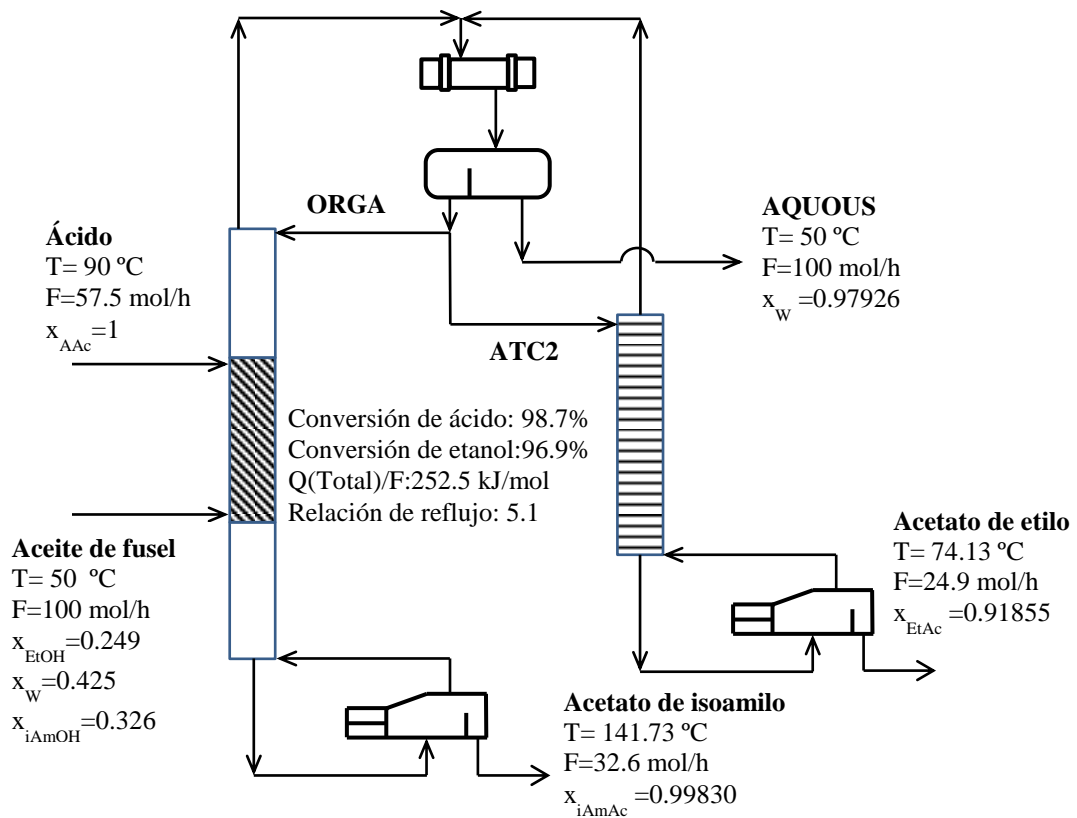 ORGA
AQUOUS
T= 50 ºC
F=100 mol/h
x_W=0.97926
Ácido
T= 90 ºC
F=57.5 mol/h
x_AAc=1
ATC2
Conversión de ácido: 98.7%
Conversión de etanol:96.9%
Q(Total)/F:252.5 kJ/mol
Relación de reflujo: 5.1
Aceite de fusel
T= 50 ºC
F=100 mol/h
x_EtOH=0.249
x_W=0.425
x_iAmOH=0.326
Acetato de etilo
T= 74.13 ºC
F=24.9 mol/h
x_EtAc=0.91855
Acetato de isoamilo
T= 141.73 ºC
F=32.6 mol/h
x_iAmAc=0.99830